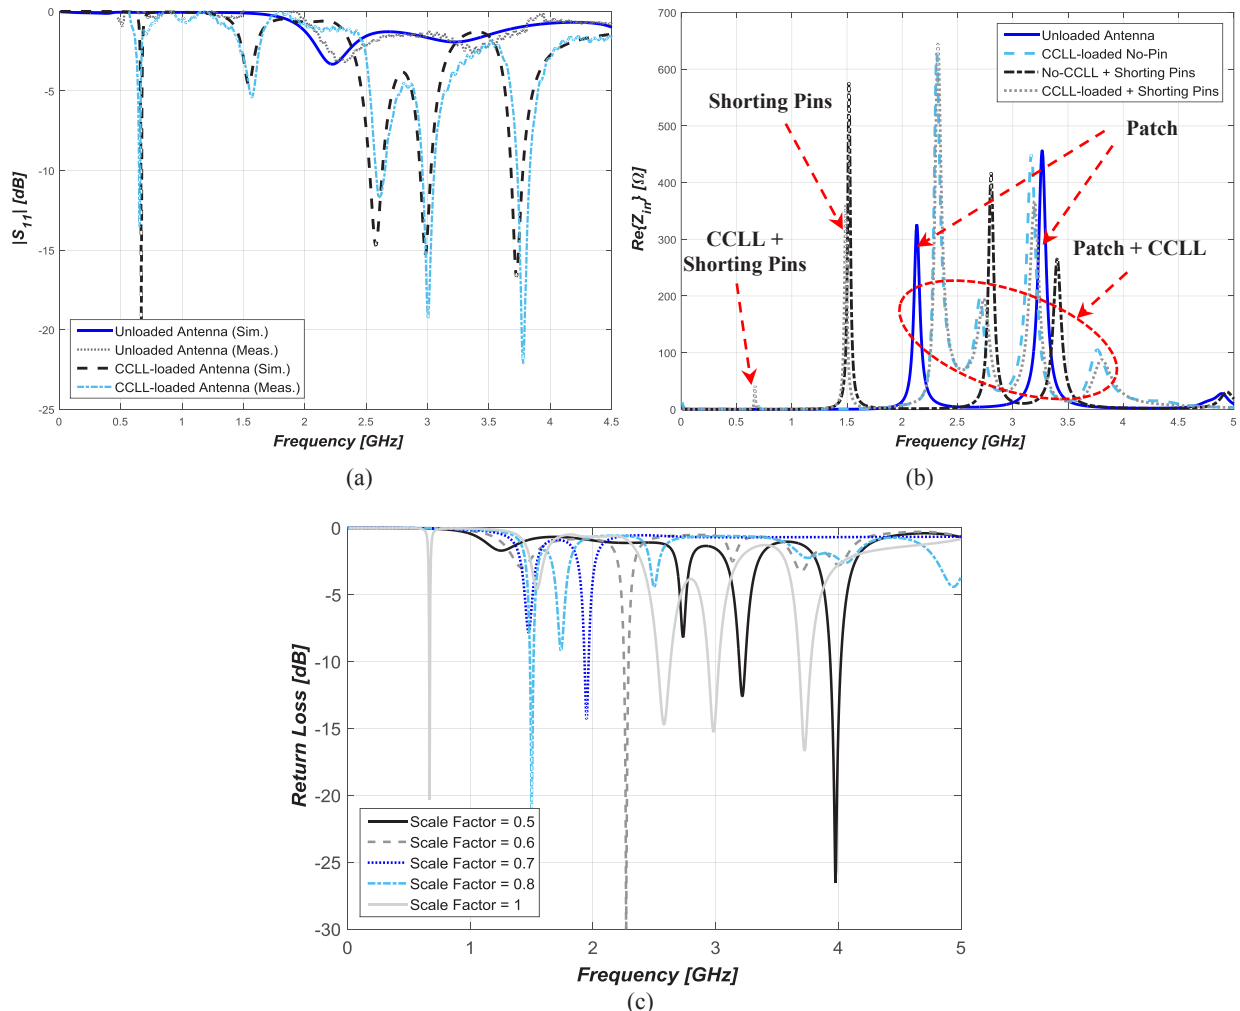 0
-5
-10
-15
-20
-25
|S11| [dB]
Unloaded Antenna (Sim.)
Unloaded Antenna (Meas.)
CCLL-loaded Antenna (Sim.)
CCLL-loaded Antenna (Meas.)
0 0.5 1 1.5 2 2.5 3 3.5 4 4.5
Frequency [GHz]
(a)
700
600
500
400
300
200
100
0
Re{Zin} [Ω]
Unloaded Antenna
CCLL-loaded No-Pin
No-CCLL + Shorting Pins
CCLL-loaded + Shorting Pins
Shorting Pins
Patch
CCLL +
Shorting Pins
Patch + CCLL
0 0.5 1 1.5 2 2.5 3 3.5 4 4.5 5
Frequency [GHz]
(b)
0
-5
-10
-15
-20
-25
-30
Return Loss [dB]
Scale Factor = 0.5
Scale Factor = 0.6
Scale Factor = 0.7
Scale Factor = 0.8
Scale Factor = 1
0 1 2 3 4 5
Frequency [GHz]
(c)